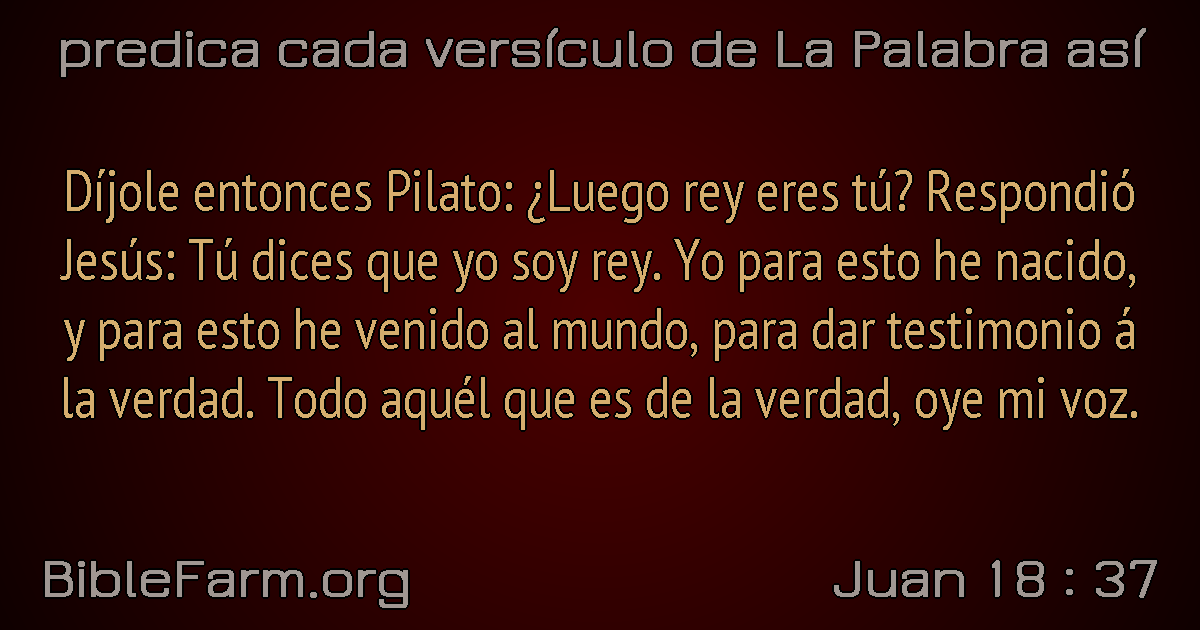 predica cada versículo de La Palabra así
Díjole entonces Pilato: ¿Luego rey eres tú? Respondió
Jesús: Tú dices que yo soy rey. Yo para esto he nacido,
y para esto he venido al mundo, para dar testimonio á
la verdad. Todo aquél que es de la verdad, oye mi voz.
BibleFarm.org
Juan 18 : 37